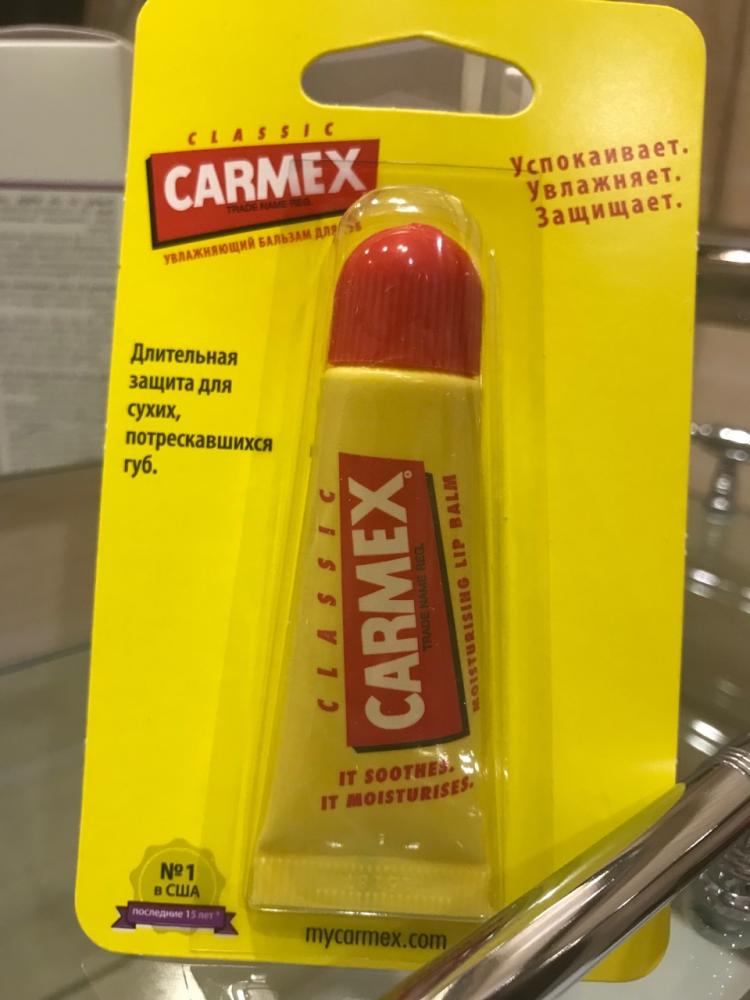 CLASSIC
CARMEX
TRADE NAME REG.
УВЛАЖНЯЮЩИЙ БАЛЬЗАМ ДЛЯ
Успокаивает.
Увлажняет.
Защищает.
Длительная
защита для
сухих,
потрескавшихся
губ.
CLASSIC
CARMEX
TRADE NAME REG.
MOISTURISING LIP BALM
IT SOOTHES.
IT MOISTURISES.
№1
в США
последние 15 лет *
mycarmex.com